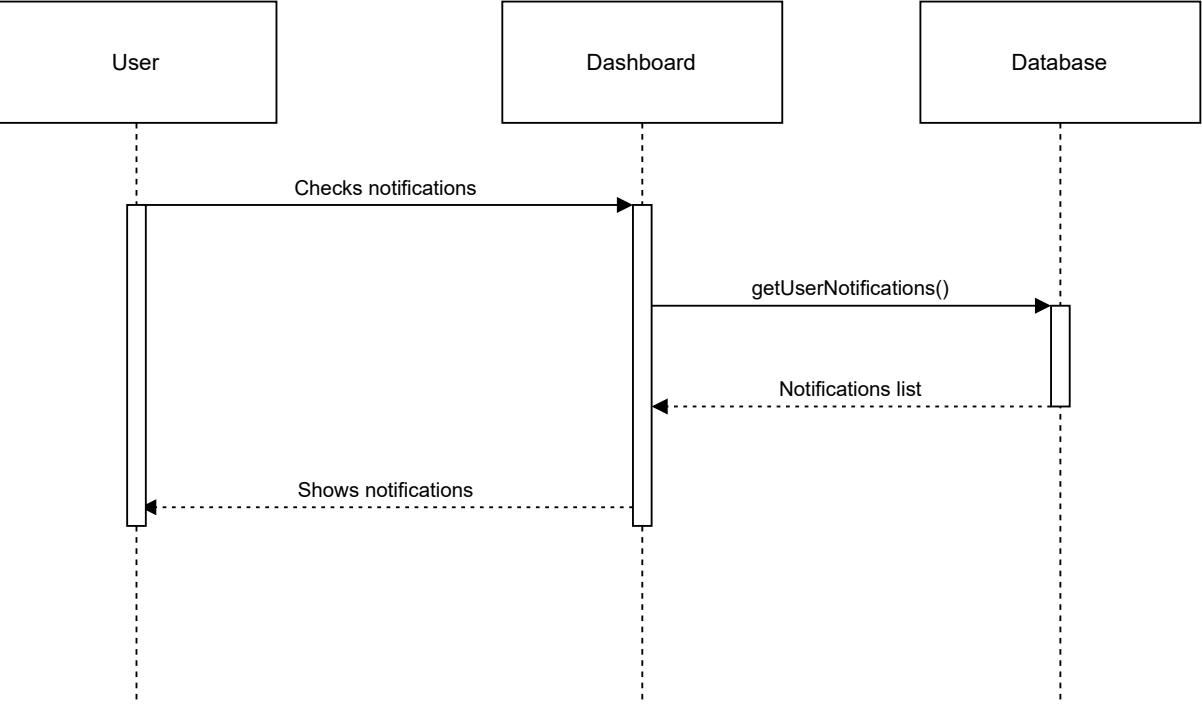 User
Dashboard
Database
Checks notifications
getUserNotifications()
Notifications list
Shows notifications